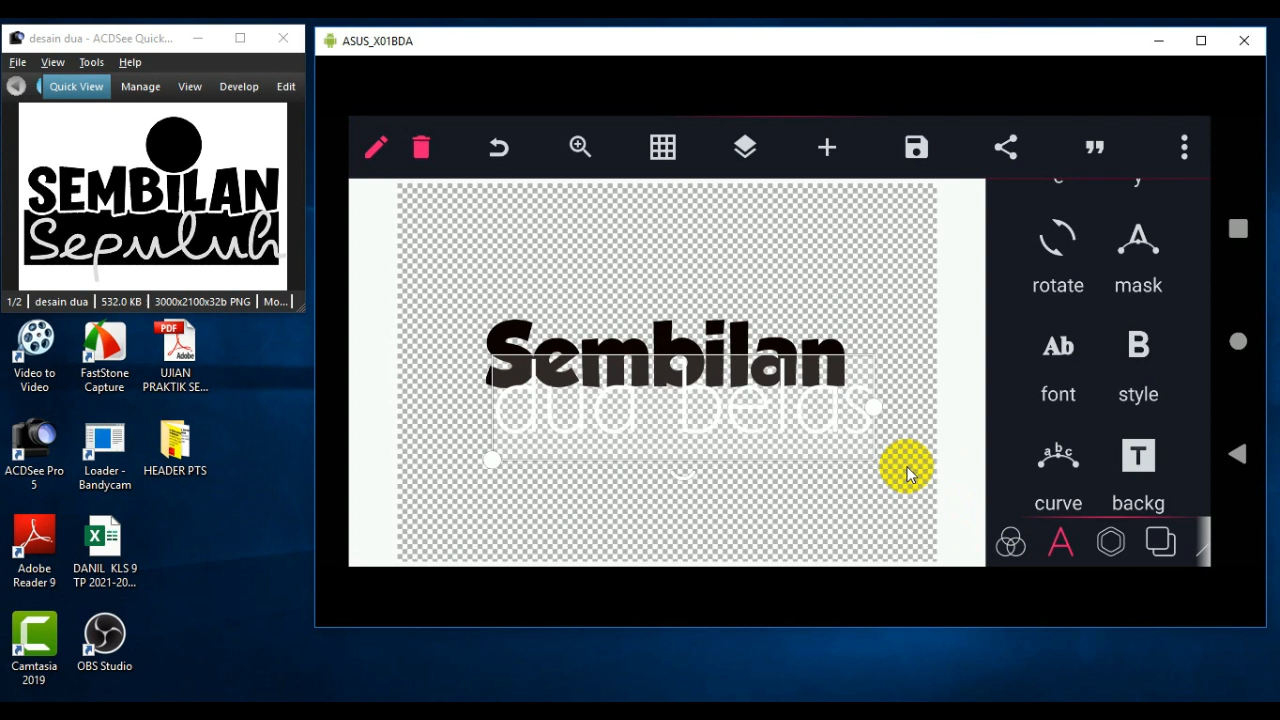 desain dua - ACDSee Quick...
File View Tools Help
Quick View Manage View Develop Edit
SEMBILAN
Sepuluh
1/2 desain dua 532.0 KB 3000x2100x32b PNG Mo...
Video to Video
FastStone Capture
UJIAN PRAKTIK SE...
ACDSee Pro 5
Loader - Bandycam
HEADER PTS
Adobe Reader 9
DANIL KLS 9 TP 2021-20...
Camtasia 2019
OBS Studio
ASUS_X01BDA
Sembilan
dua belas
rotate mask
font style
curve backg